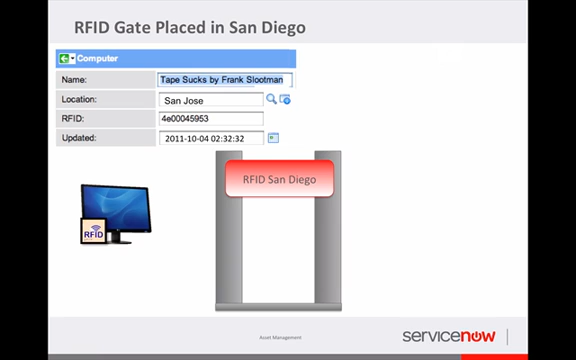 RFID Gate Placed in San Diego
Computer
Name: Tape Sucks by Frank Slootman
Location: San Jose
RFID: 4e00045953
Updated: 2011-10-04 02:32:32
RFID San Diego
RFID
Asset Management
servicenow